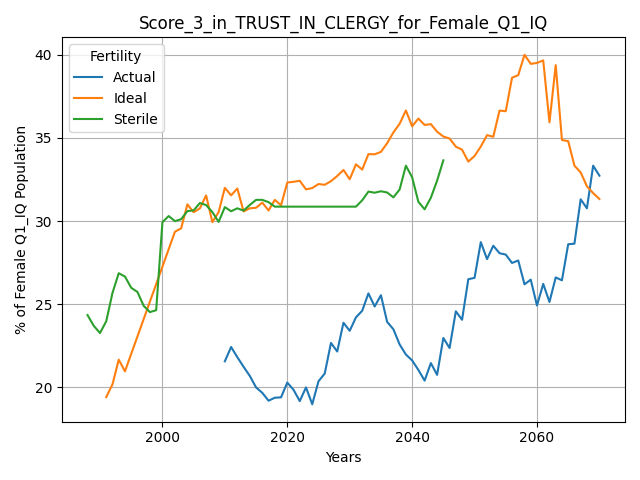 Score_3_in_TRUST_IN_CLERGY_for_Female_Q1_IQ
Fertility
Actual
Ideal
Sterile
% of Female Q1_IQ Population
40
35
30
25
20
2000
2020
2040
2060
Years